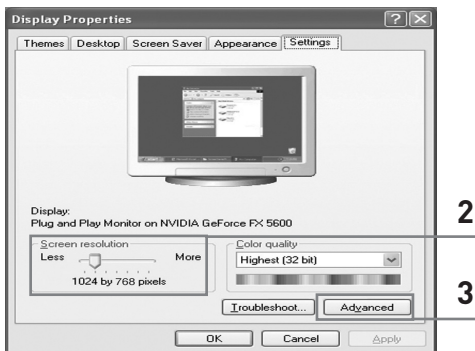 Display Properties
Themes Desktop Screen Saver Appearance Settings
Display:
Plug and Play Monitor on NVIDIA GeForce FX 5600
Screen resolution
Less More
1024 by 768 pixels
Color quality
Highest (32 bit)
2
Troubleshoot... Advanced
3
OK Cancel Apply